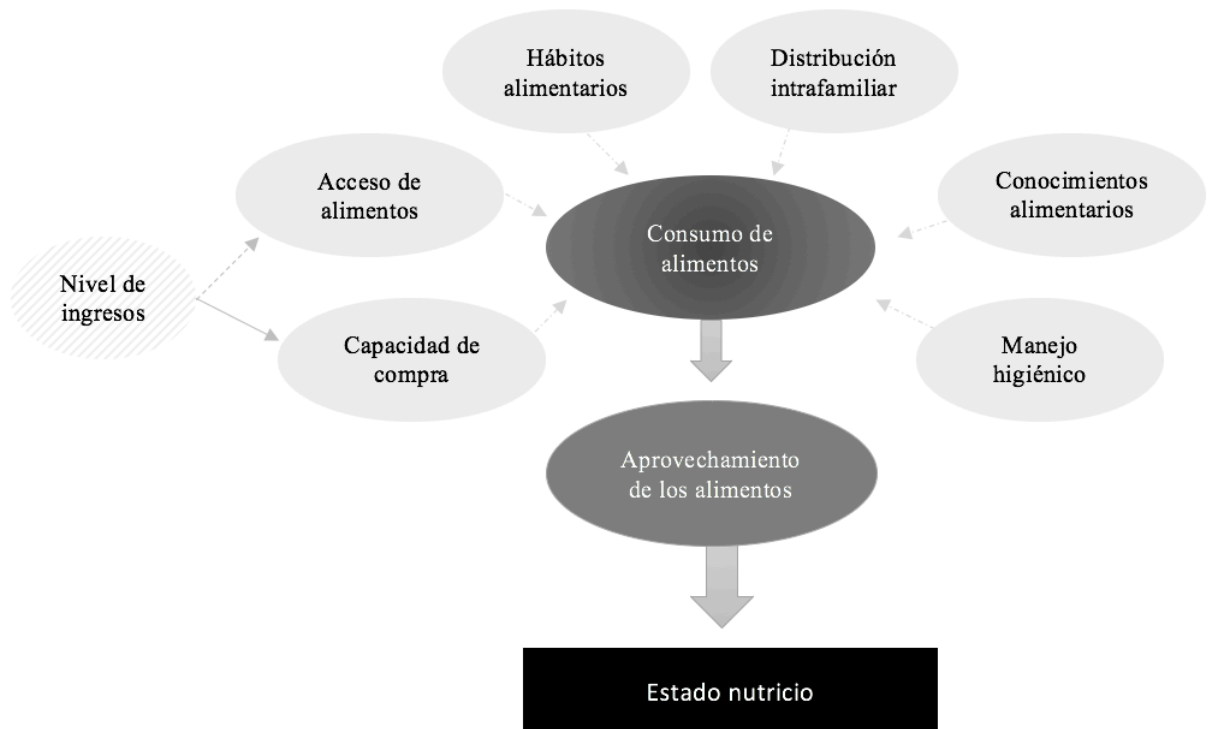 Hábitos
alimentarios
Distribución
intrafamiliar
Acceso de
alimentos
Conocimientos
alimentarios
Consumo de
alimentos
Nivel de
ingresos
Capacidad de
compra
Manejo
higiénico
Aprovechamiento
de los alimentos
Estado nutricio